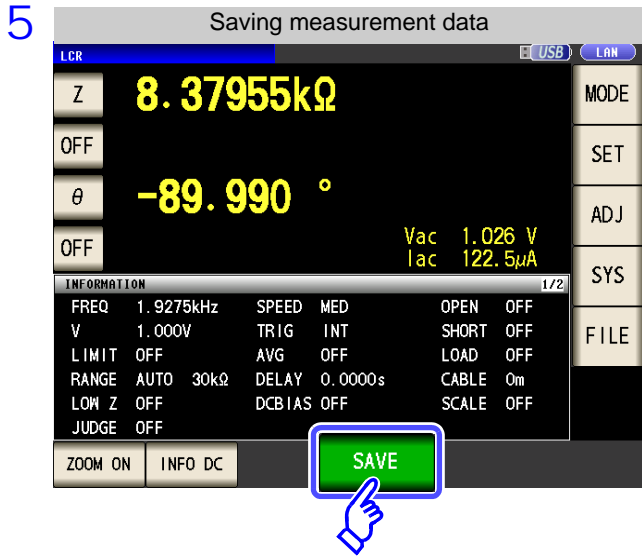 5 Saving measurement data
LCR USB LAN
Z 8.37955kΩ MODE
OFF SET
θ -89.990 ° ADJ
OFF Vac 1.026 V
Iac 122.5µA SYS
INFORMATION 1/2
FREQ 1.9275kHz SPEED MED OPEN OFF
V 1.000V TRIG INT SHORT OFF FILE
LIMIT OFF AVG OFF LOAD OFF
RANGE AUTO 30kΩ DELAY 0.0000s CABLE 0m
LOW Z OFF DCBIAS OFF SCALE OFF
JUDGE OFF
ZOOM ON INFO DC SAVE